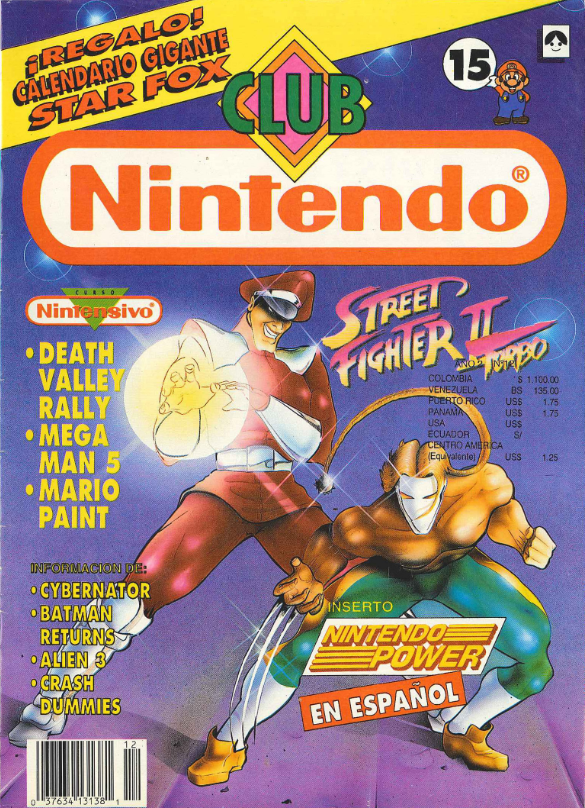 ¡REGALO!
CALENDARIO GIGANTE
STAR FOX
15
CLUB
Nintendo®
CURSO
Nintensivo®
• DEATH
VALLEY
RALLY
• MEGA
MAN 5
• MARIO
PAINT
STREET
FIGHTER II
TURBO
COLOMBIA $ 1,100.00
VENEZUELA BS 135.00
PUERTO RICO US$ 1.75
PANAMA US$ 1.75
USA US$
ECUADOR S/
CENTRO AMERICA
(Equivalente) US$ 1.25
INFORMACION DE:
• CYBERNATOR
• BATMAN
RETURNS
• ALIEN 3
• CRASH
DUMMIES
INSERTO
NINTENDO
POWER
EN ESPAÑOL
12
0 37634 13138 1